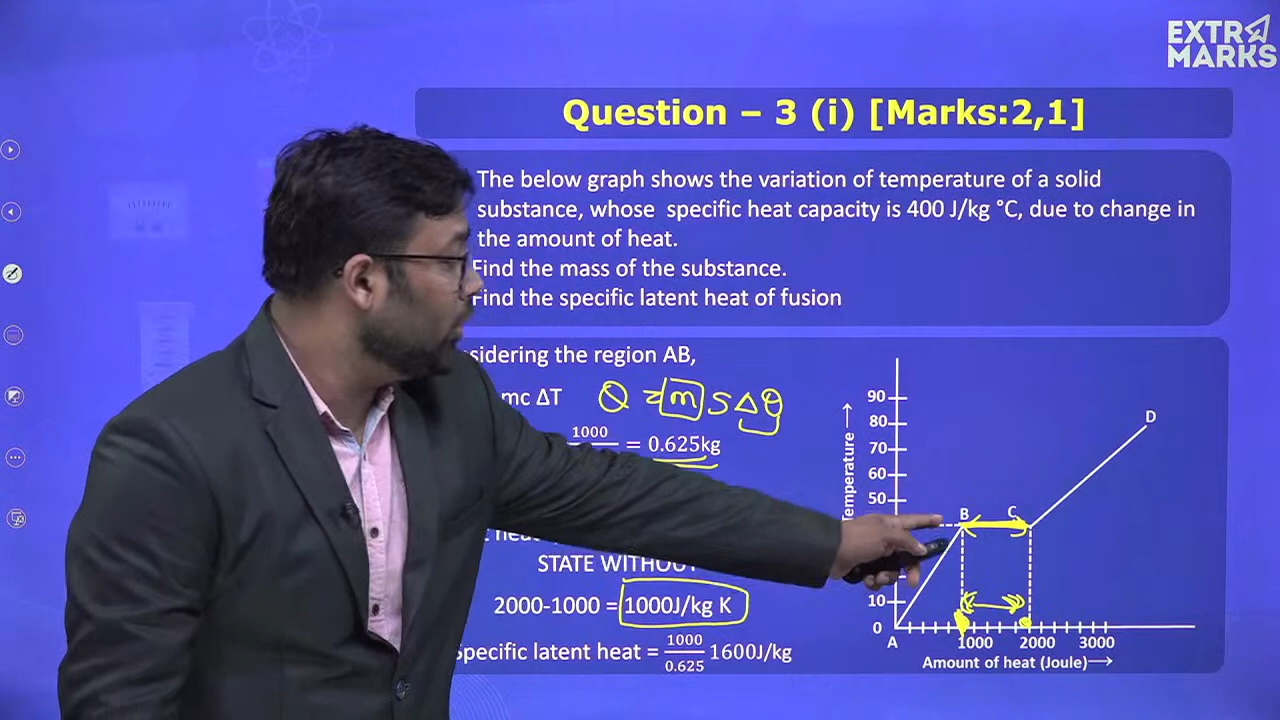 EXTRA
MARKS
Question – 3 (i) [Marks:2,1]
The below graph shows the variation of temperature of a solid
substance, whose specific heat capacity is 400 J/kg °C, due to change in
the amount of heat.
Find the mass of the substance.
Find the specific latent heat of fusion
the region AB,
mc ΔT Q = m S Δθ
1000
= 0.625kg
STATE
2000-1000 = 1000J/kg K
Specific latent heat = 1000/0.625 1600J/kg
90
80
70
60
50
10
0
Temperature →
A
B
C
D
1000 2000 3000
Amount of heat (Joule)→